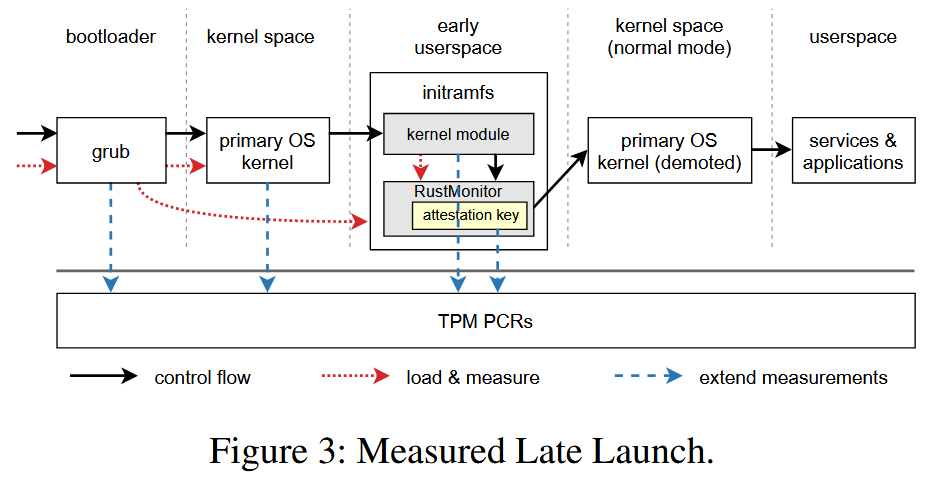 bootloader
kernel space
early
userspace
kernel space
(normal mode)
userspace
initramfs
grub
primary OS
kernel
kernel module
RustMonitor
attestation key
primary OS
kernel (demoted)
services &
applications
TPM PCRs
control flow
load & measure
extend measurements
Figure 3: Measured Late Launch.